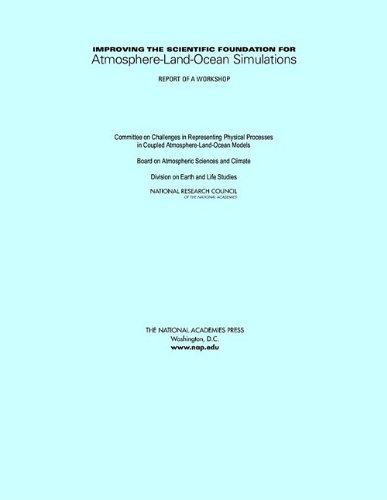 IMPROVING THE SCIENTIFIC FOUNDATION FOR
Atmosphere-Land-Ocean Simulations
REPORT OF A WORKSHOP
Committee on Challenges in Representing Physical Processes
in Coupled Atmosphere-Land-Ocean Models
Board on Atmospheric Sciences and Climate
Division on Earth and Life Studies
NATIONAL RESEARCH COUNCIL
OF THE NATIONAL ACADEMIES
THE NATIONAL ACADEMIES PRESS
Washington, D.C.
www.nap.edu